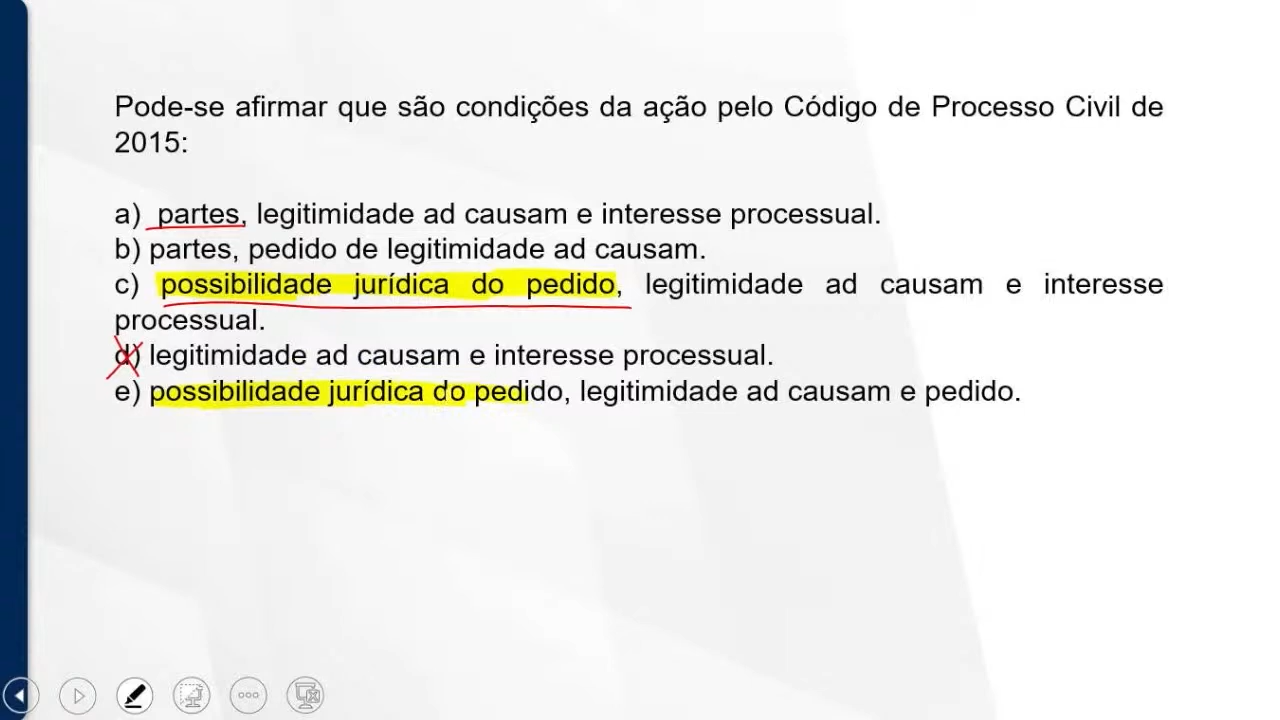 Pode-se afirmar que são condições da ação pelo Código de Processo Civil de
2015:
a) partes, legitimidade ad causam e interesse processual.
b) partes, pedido de legitimidade ad causam.
c) possibilidade jurídica do pedido, legitimidade ad causam e interesse
processual.
d) legitimidade ad causam e interesse processual.
e) possibilidade jurídica do pedido, legitimidade ad causam e pedido.